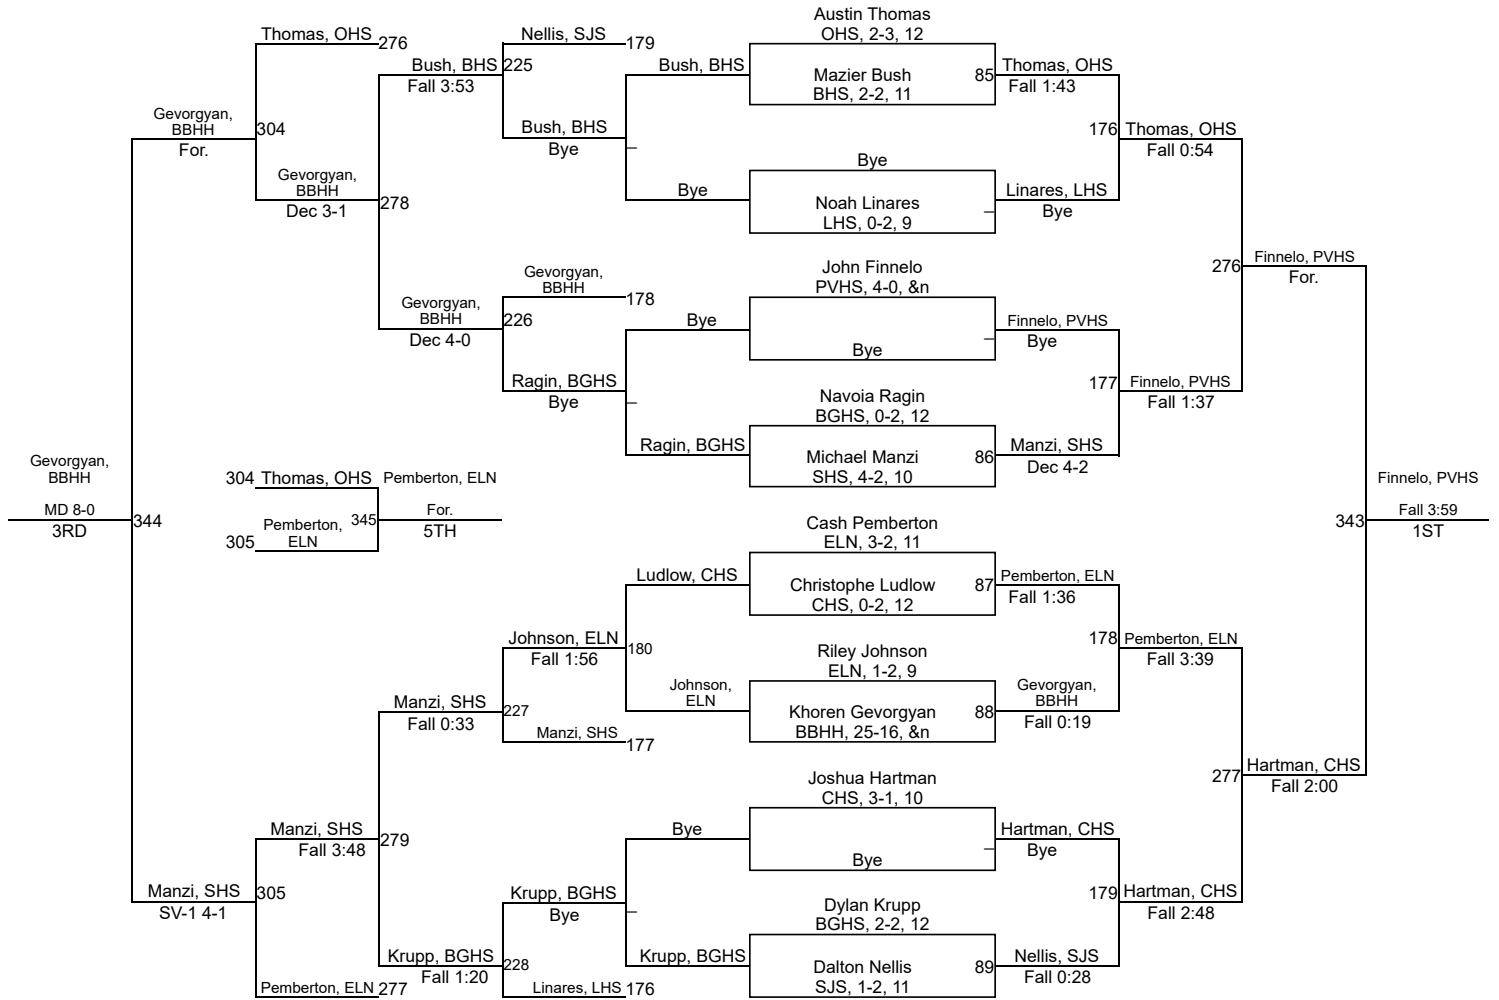 Austin Thomas
OHS, 2-3, 12
Thomas, OHS
276
Nellis, SJS
179
Bush, BHS
225
Fall 3:53
Bush, BHS
Mazier Bush
BHS, 2-2, 11
85
Thomas, OHS
Fall 1:43
Gevorgyan,
BBHH
For.
304
Bush, BHS
Bye
176
Thomas, OHS
Fall 0:54
Gevorgyan,
BBHH
Dec 3-1
278
Bye
Bye
Noah Linares
LHS, 0-2, 9
Linares, LHS
Bye
Gevorgyan,
BBHH
178
John Finnelo
PVHS, 4-0, &n
276
Finnelo, PVHS
For.
Gevorgyan,
BBHH
Dec 4-0
226
Bye
Bye
Finnelo, PVHS
Bye
Ragin, BGHS
Bye
177
Finnelo, PVHS
Fall 1:37
Navoia Ragin
BGHS, 0-2, 12
Ragin, BGHS
Michael Manzi
SHS, 4-2, 10
86
Manzi, SHS
Dec 4-2
Gevorgyan,
BBHH
MD 8-0
3RD
344
304
Thomas, OHS
Pemberton, ELN
305
Pemberton,
ELN
345
For.
5TH
Finnelo, PVHS
343
Fall 3:59
1ST
Cash Pemberton
ELN, 3-2, 11
Ludlow, CHS
Christophe Ludlow
CHS, 0-2, 12
87
Pemberton, ELN
Fall 1:36
Johnson, ELN
Fall 1:56
180
178
Pemberton, ELN
Fall 3:39
Riley Johnson
ELN, 1-2, 9
Johnson,
ELN
Khoren Gevorgyan
BBHH, 25-16, &n
88
Gevorgyan,
BBHH
Fall 0:19
Manzi, SHS
Fall 0:33
227
Manzi, SHS
177
Joshua Hartman
CHS, 3-1, 10
277
Hartman, CHS
Fall 2:00
Manzi, SHS
Fall 3:48
279
Bye
Bye
Hartman, CHS
Bye
Manzi, SHS
SV-1 4-1
305
Krupp, BGHS
Bye
179
Hartman, CHS
Fall 2:48
Dylan Krupp
BGHS, 2-2, 12
Krupp, BGHS
Fall 1:20
228
Krupp, BGHS
Dalton Nellis
SJS, 1-2, 11
89
Nellis, SJS
Fall 0:28
Pemberton, ELN
277
Linares, LHS
176